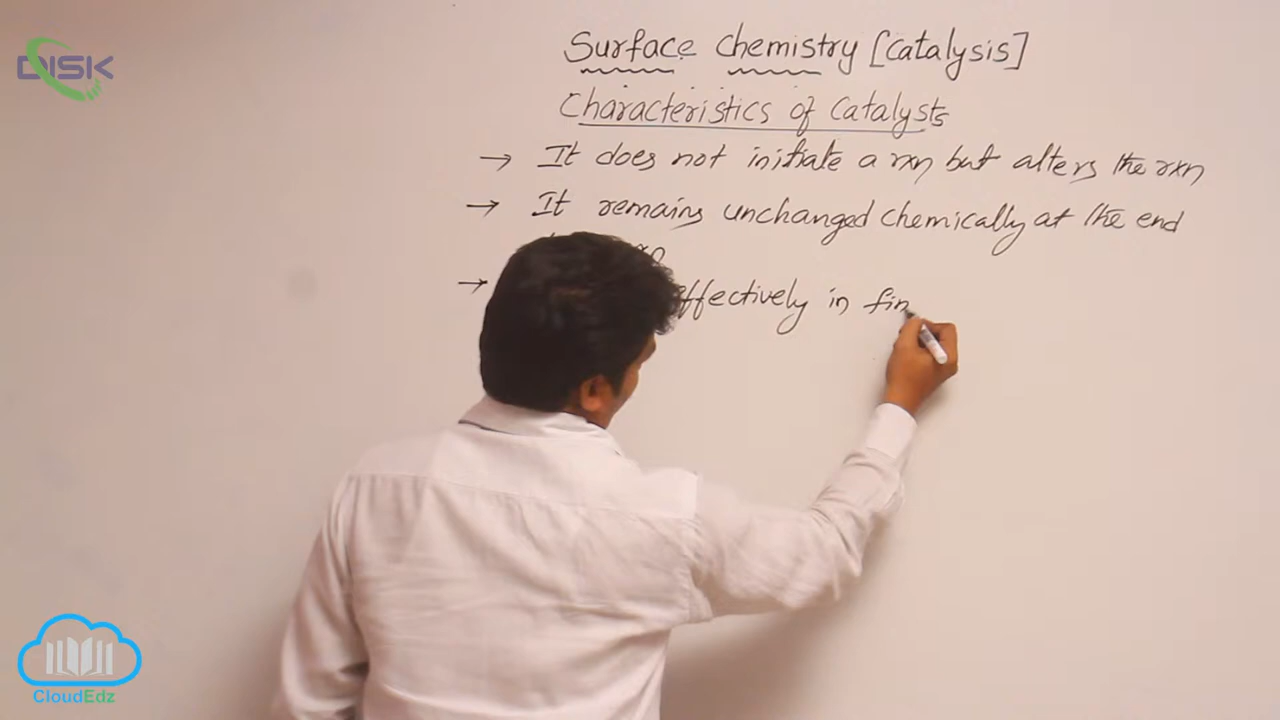 DISK
Surface Chemistry [Catalysis]
Characteristics of Catalysts
→ It does not initiate a rxn but alters the rxn
→ It remains unchanged chemically at the end
→ effectively in fin
CloudEdz